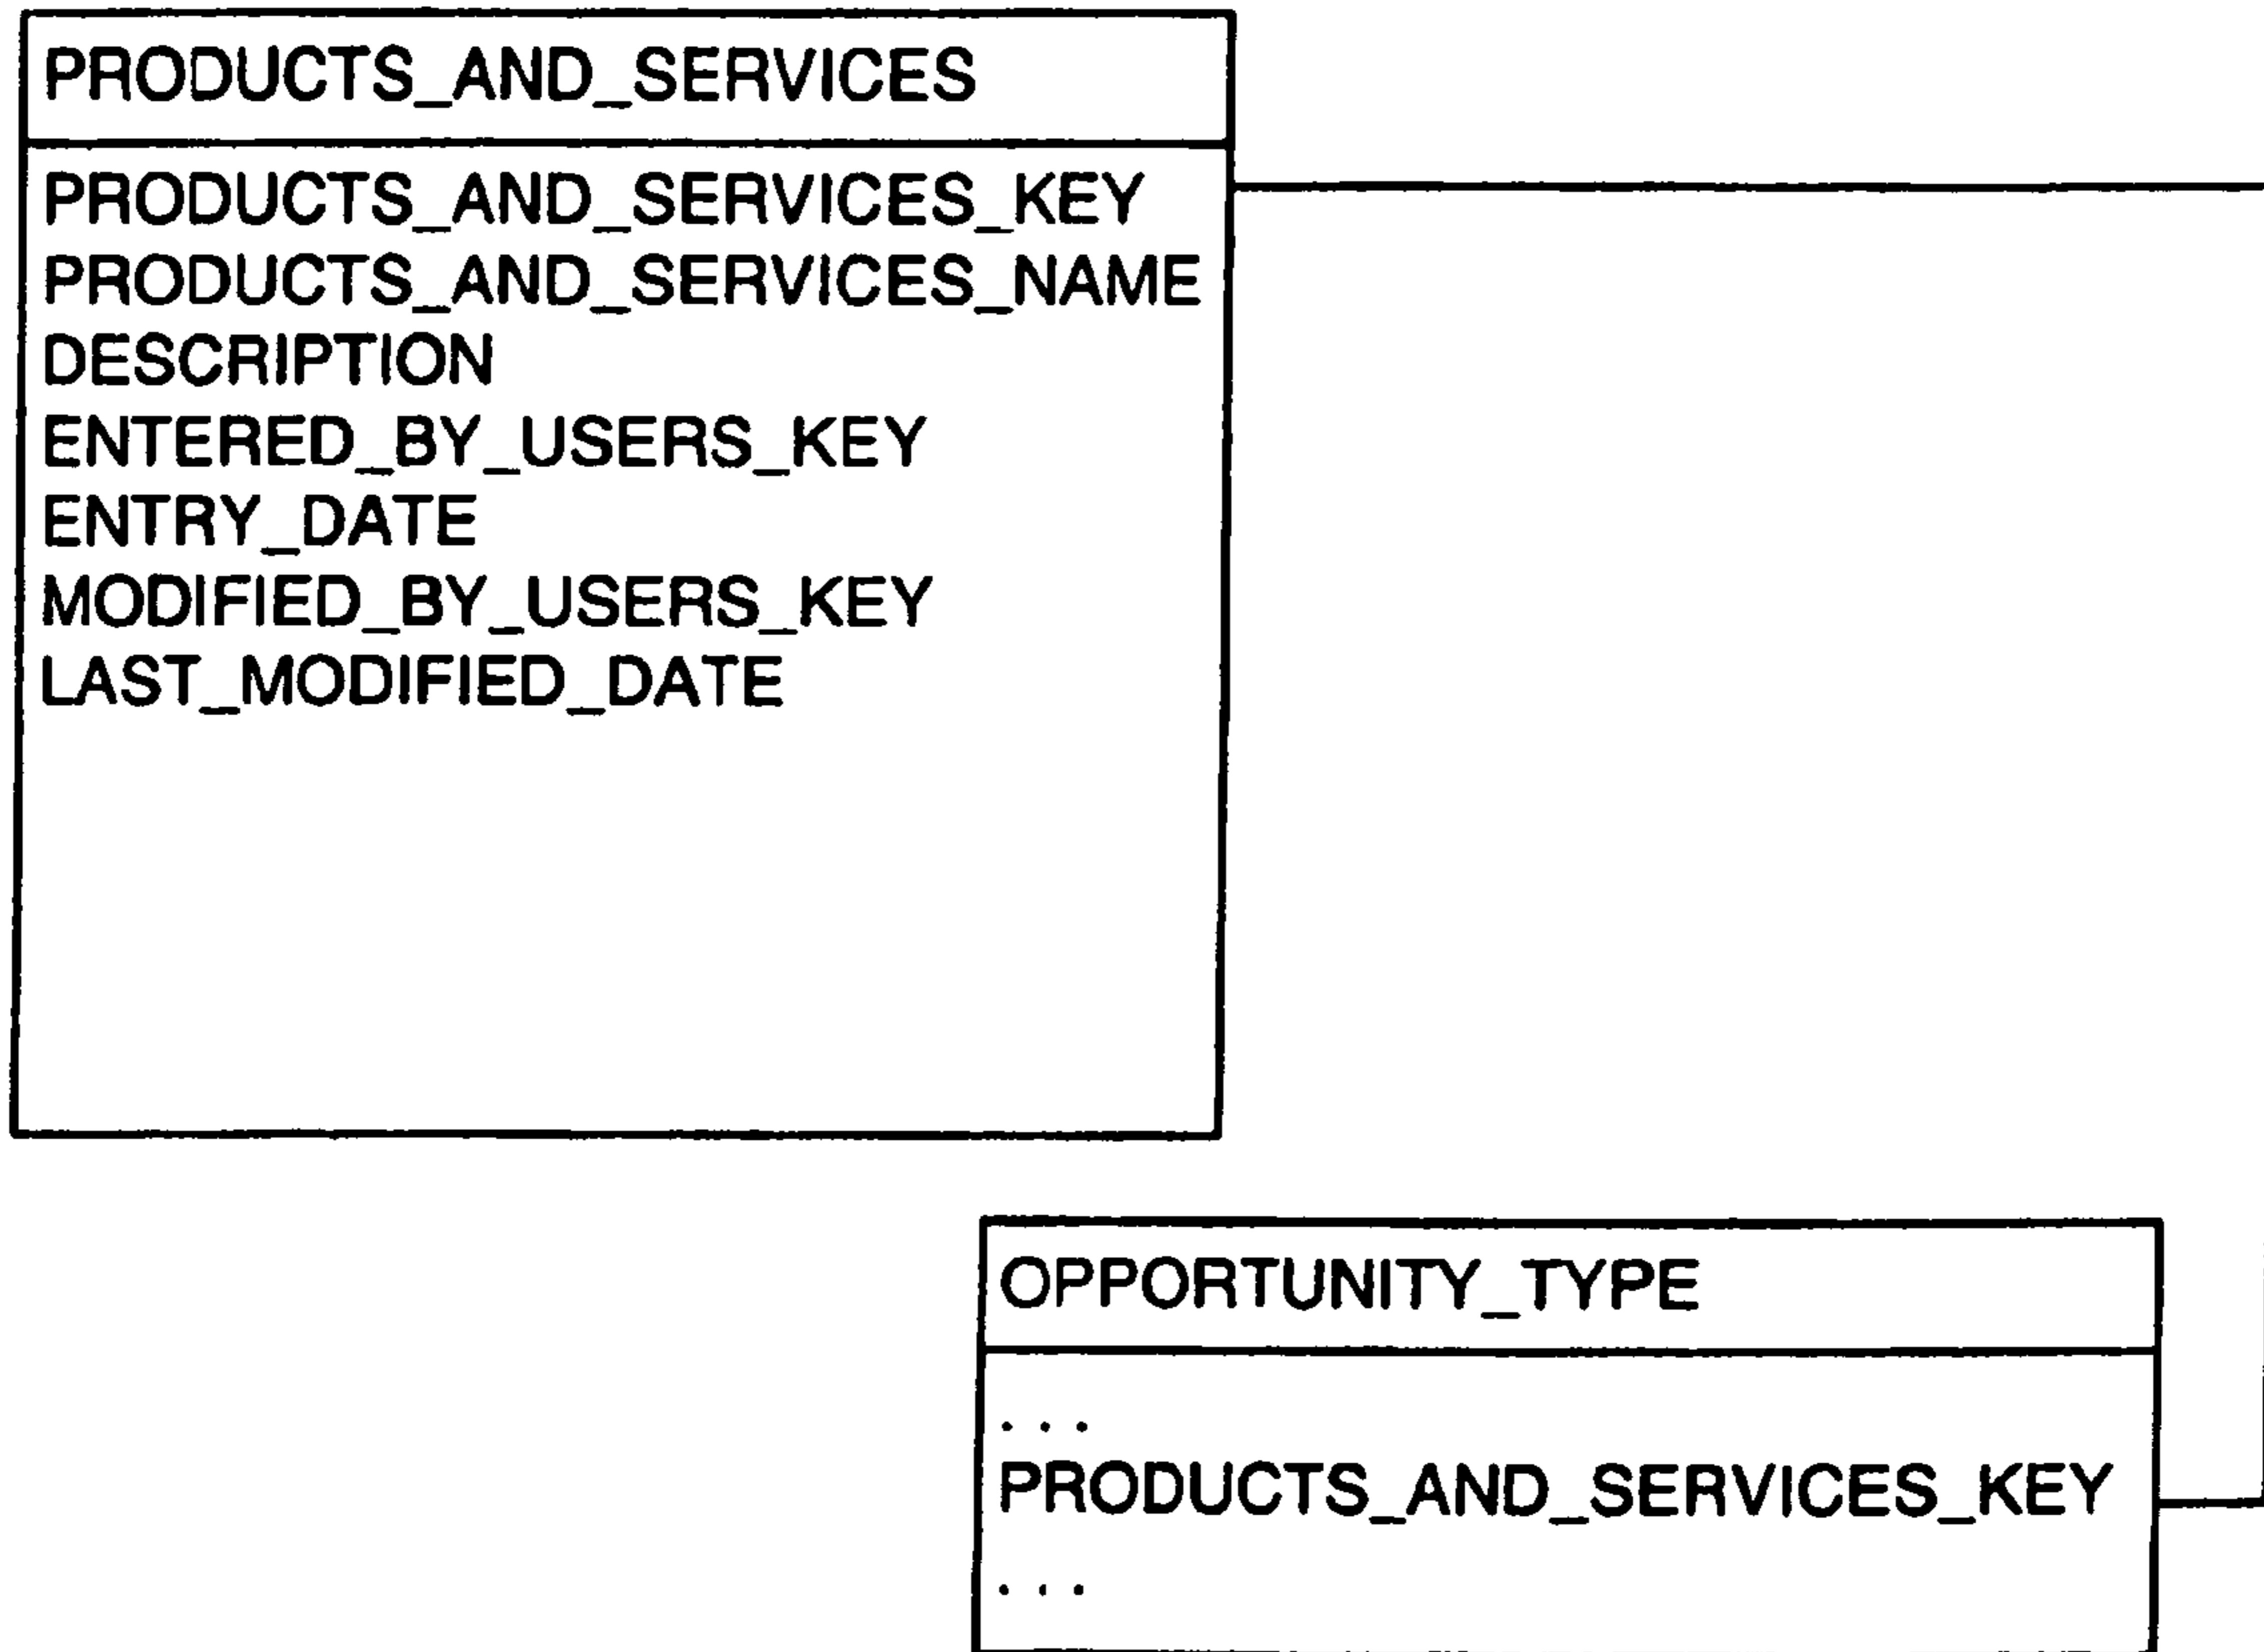 PRODUCTS_AND_SERVICES
PRODUCTS_AND_SERVICES_KEY
PRODUCTS_AND_SERVICES_NAME
DESCRIPTION
ENTERED_BY_USERS_KEY
ENTRY_DATE
MODIFIED_BY_USERS_KEY
LAST_MODIFIED_DATE
OPPORTUNITY_TYPE
. . .
PRODUCTS_AND_SERVICES_KEY
. . .